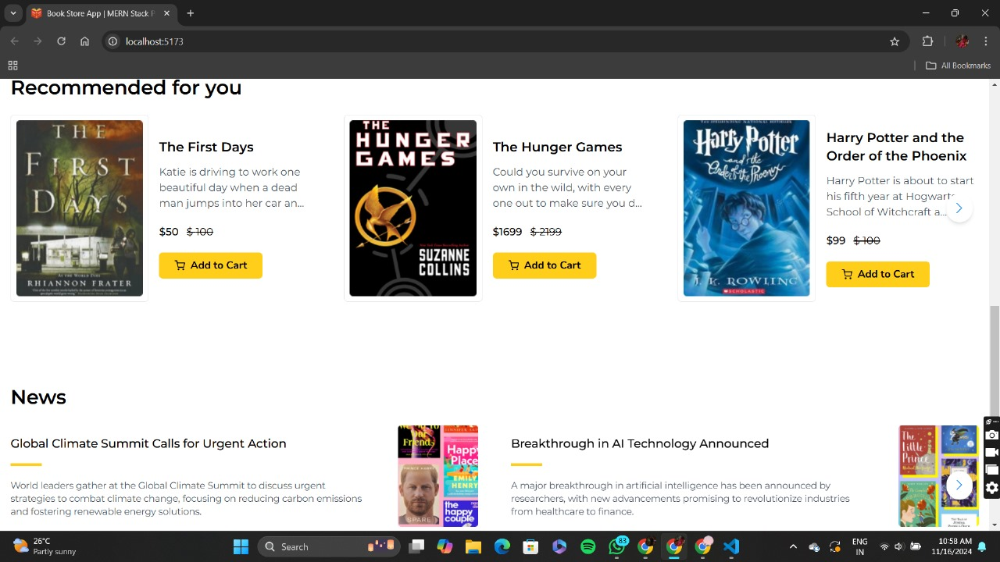 Book Store App | MERN Stack P
localhost:5173
All Bookmarks
Recommended for you
THE
FIRST
DAYS
AS THE WORLD DIES
RHIANNON FRATER
The First Days
Katie is driving to work one
beautiful day when a dead
man jumps into her car an...
$50 $ 100
Add to Cart
THE
HUNGER
GAMES
SUZANNE
COLLINS
The Hunger Games
Could you survive on your
own in the wild, with every
one out to make sure you d...
$1699 $ 2199
Add to Cart
Harry Potter
and the
Order of the Phoenix
J. K. ROWLING
SCHOLASTIC
Harry Potter and the
Order of the Phoenix
Harry Potter is about to start
his fifth year at Hogwarts
School of Witchcraft a...
$99 $ 100
Add to Cart
News
Global Climate Summit Calls for Urgent Action
World leaders gather at the Global Climate Summit to discuss urgent
strategies to combat climate change, focusing on reducing carbon emissions
and fostering renewable energy solutions.
Our
Friends
Happy
Place
EMILY
HENRY
PRINCE HARRY
SPARE
the
happy
couple
Breakthrough in AI Technology Announced
A major breakthrough in artificial intelligence has been announced by
researchers, with new advancements promising to revolutionize industries
from healthcare to finance.
The
Little
Prince
26°C
Partly sunny
Search
83
ENG
IN
10:58 AM
11/16/2024